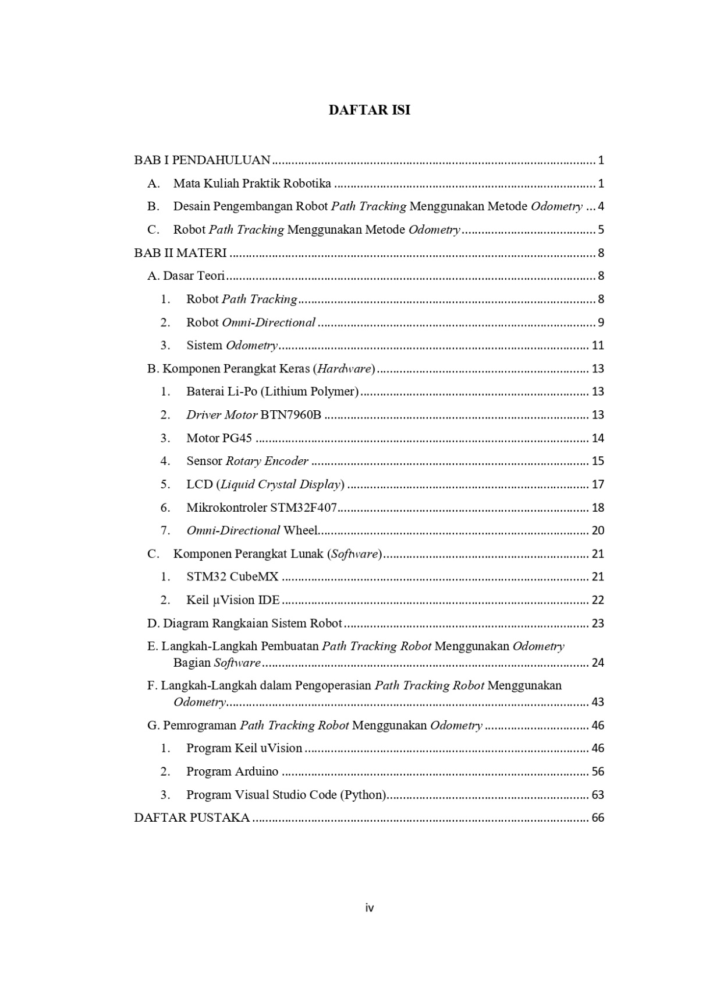 DAFTAR ISI
BAB I PENDAHULUAN ........ 1
A. Mata Kuliah Praktik Robotika ........ 1
B. Desain Pengembangan Robot Path Tracking Menggunakan Metode Odometry ... 4
C. Robot Path Tracking Menggunakan Metode Odometry ........ 5
BAB II MATERI ........ 8
A. Dasar Teori ........ 8
1. Robot Path Tracking ........ 8
2. Robot Omni-Directional ........ 9
3. Sistem Odometry ........ 11
B. Komponen Perangkat Keras (Hardware) ........ 13
1. Baterai Li-Po (Lithium Polymer) ........ 13
2. Driver Motor BTN7960B ........ 13
3. Motor PG45 ........ 14
4. Sensor Rotary Encoder ........ 15
5. LCD (Liquid Crystal Display) ........ 17
6. Mikrokontroler STM32F407 ........ 18
7. Omni-Directional Wheel ........ 20
C. Komponen Perangkat Lunak (Software) ........ 21
1. STM32 CubeMX ........ 21
2. Keil µVision IDE ........ 22
D. Diagram Rangkaian Sistem Robot ........ 23
E. Langkah-Langkah Pembuatan Path Tracking Robot Menggunakan Odometry
Bagian Software ........ 24
F. Langkah-Langkah dalam Pengoperasian Path Tracking Robot Menggunakan
Odometry ........ 43
G. Pemrograman Path Tracking Robot Menggunakan Odometry ........ 46
1. Program Keil uVision ........ 46
2. Program Arduino ........ 56
3. Program Visual Studio Code (Python) ........ 63
DAFTAR PUSTAKA ........ 66
iv